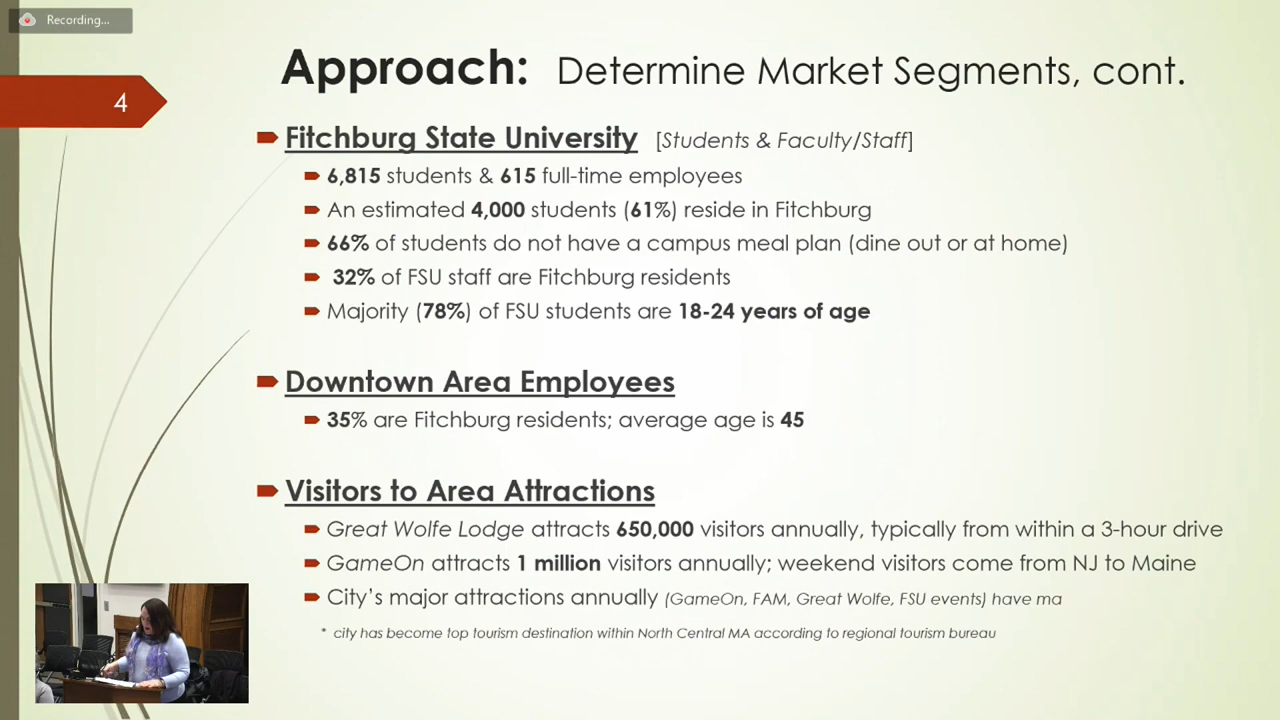 Recording...
Approach: Determine Market Segments, cont.
4
Fitchburg State University [Students & Faculty/Staff]
6,815 students & 615 full-time employees
An estimated 4,000 students (61%) reside in Fitchburg
66% of students do not have a campus meal plan (dine out or at home)
32% of FSU staff are Fitchburg residents
Majority (78%) of FSU students are 18-24 years of age
Downtown Area Employees
35% are Fitchburg residents; average age is 45
Visitors to Area Attractions
Great Wolfe Lodge attracts 650,000 visitors annually, typically from within a 3-hour drive
GameOn attracts 1 million visitors annually; weekend visitors come from NJ to Maine
City's major attractions annually (GameOn, FAM, Great Wolfe, FSU events) have ma
* city has become top tourism destination within North Central MA according to regional tourism bureau